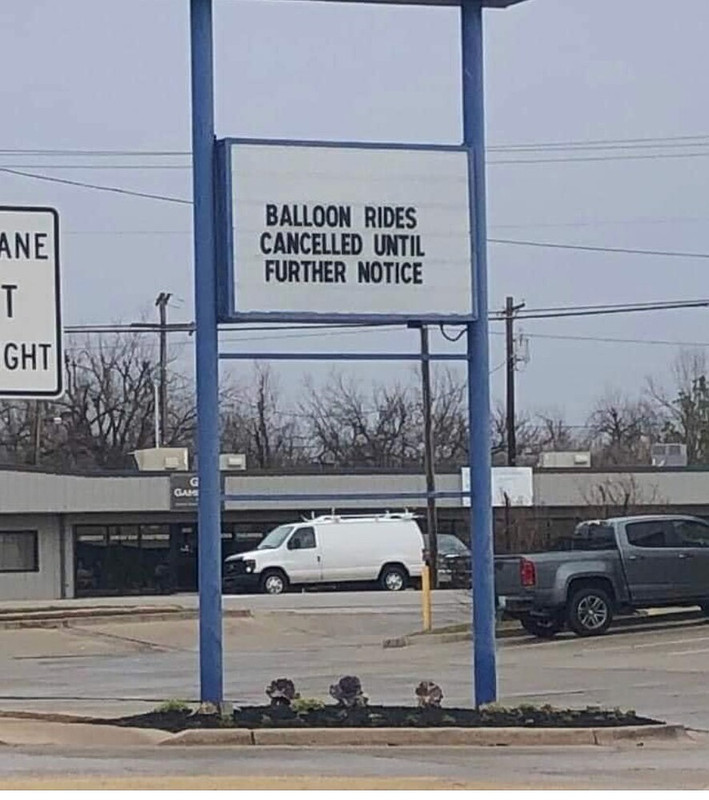 BALLOON RIDES
CANCELLED UNTIL
FURTHER NOTICE
ANE
T
GHT